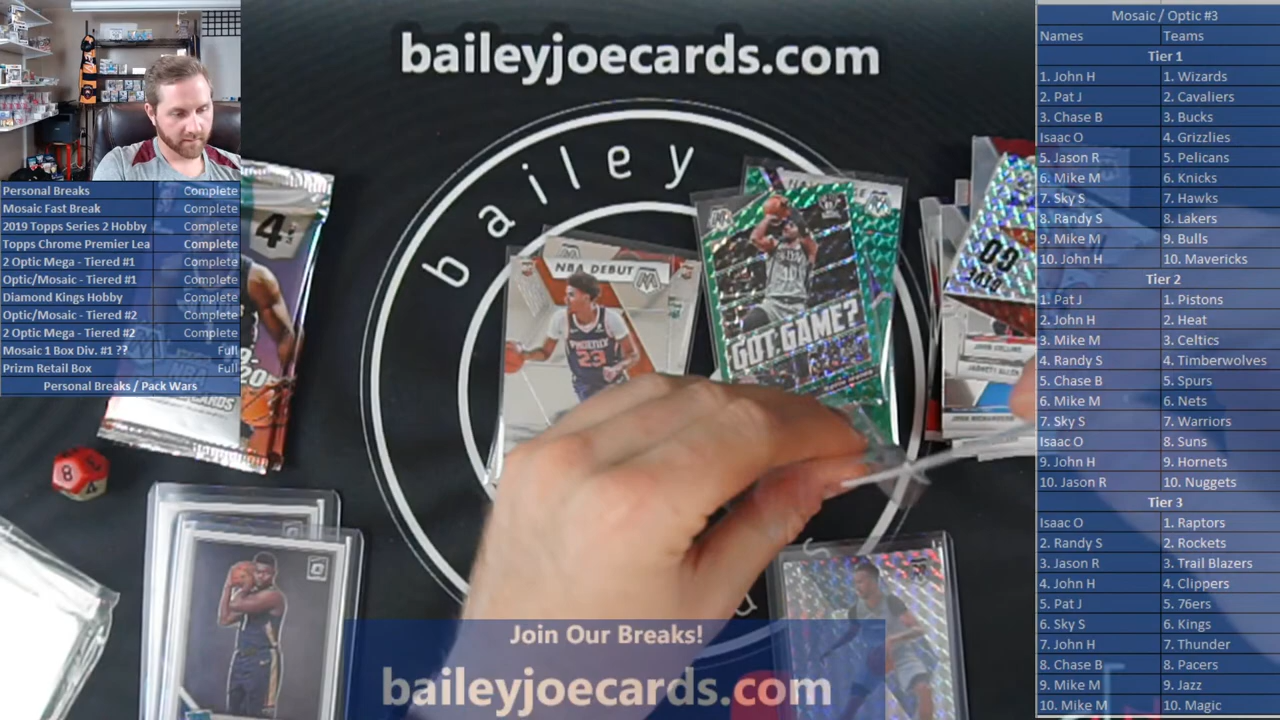 baileyjoecards.com
bailey
Personal Breaks Complete
Mosaic Fast Break Complete
2019 Topps Series 2 Hobby Complete
Topps Chrome Premier Lea Complete
2 Optic Mega - Tiered #1 Complete
Optic/Mosaic - Tiered #1 Complete
Diamond Kings Hobby Complete
Optic/Mosaic - Tiered #2 Complete
2 Optic Mega - Tiered #2 Complete
Mosaic 1 Box Div. #1 ?? Full
Prizm Retail Box Full
Personal Breaks / Pack Wars
4
NBA DEBUT
PHOENIX
23
GOT GAME?
JOHN COLLINS
JARRETT ALLEN
8
4
Join Our Breaks!
baileyjoecards.com
Mosaic / Optic #3
Names Teams
Tier 1
1. John H 1. Wizards
2. Pat J 2. Cavaliers
3. Chase B 3. Bucks
Isaac O 4. Grizzlies
5. Jason R 5. Pelicans
6. Mike M 6. Knicks
7. Sky S 7. Hawks
8. Randy S 8. Lakers
9. Mike M 9. Bulls
10. John H 10. Mavericks
Tier 2
1. Pat J 1. Pistons
2. John H 2. Heat
3. Mike M 3. Celtics
4. Randy S 4. Timberwolves
5. Chase B 5. Spurs
6. Mike M 6. Nets
7. Sky S 7. Warriors
Isaac O 8. Suns
9. John H 9. Hornets
10. Jason R 10. Nuggets
Tier 3
Isaac O 1. Raptors
2. Randy S 2. Rockets
3. Jason R 3. Trail Blazers
4. John H 4. Clippers
5. Pat J 5. 76ers
6. Sky S 6. Kings
7. John H 7. Thunder
8. Chase B 8. Pacers
9. Mike M 9. Jazz
10. Mike M 10. Magic